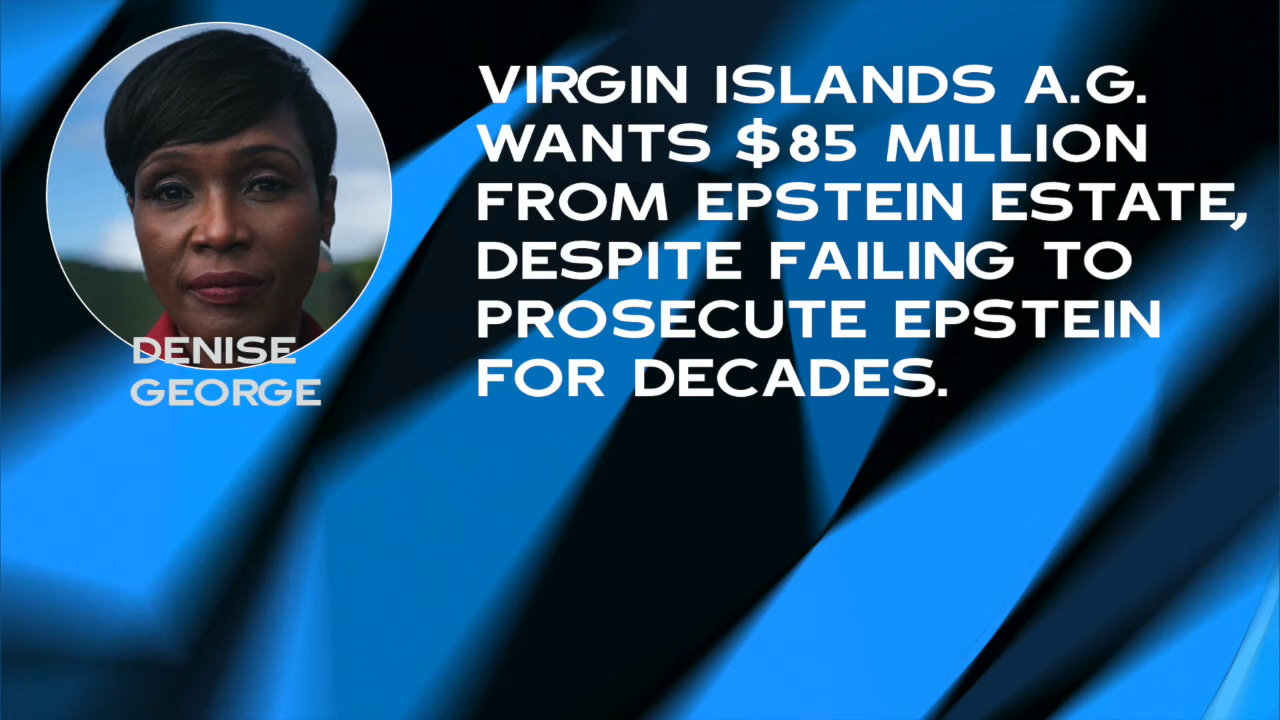 VIRGIN ISLANDS A.G.
WANTS $85 MILLION
FROM EPSTEIN ESTATE,
DESPITE FAILING TO
PROSECUTE EPSTEIN
FOR DECADES.
DENISE
GEORGE